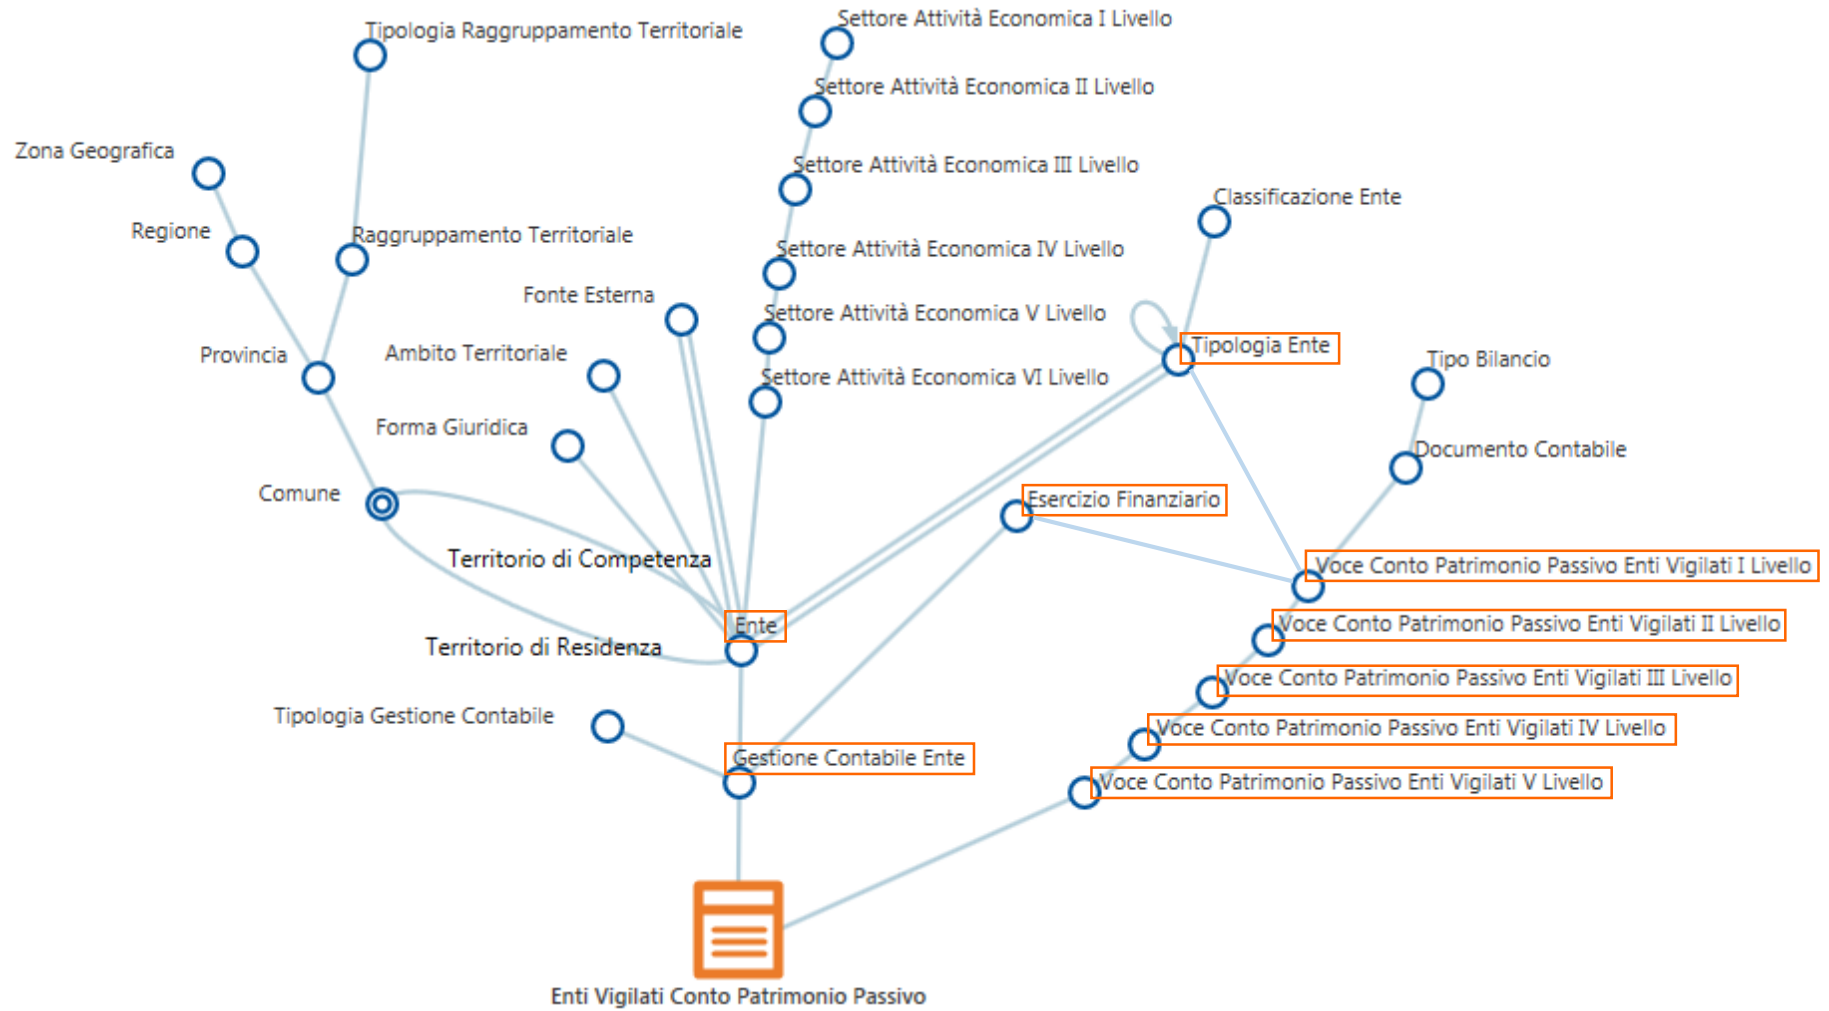 Settore Attività Economica I Livello
Tipologia Raggruppamento Territoriale
Settore Attività Economica II Livello
Zona Geografica
Settore Attività Economica III Livello
Classificazione Ente
Regione
Raggruppamento Territoriale
Settore Attività Economica IV Livello
Fonte Esterna
Settore Attività Economica V Livello
Tipologia Ente
Provincia
Ambito Territoriale
Tipo Bilancio
Settore Attività Economica VI Livello
Forma Giuridica
Documento Contabile
Comune
Esercizio Finanziario
Territorio di Competenza
Voce Conto Patrimonio Passivo Enti Vigilati I Livello
Ente
Voce Conto Patrimonio Passivo Enti Vigilati II Livello
Territorio di Residenza
Voce Conto Patrimonio Passivo Enti Vigilati III Livello
Tipologia Gestione Contabile
Voce Conto Patrimonio Passivo Enti Vigilati IV Livello
Gestione Contabile Ente
Voce Conto Patrimonio Passivo Enti Vigilati V Livello
Enti Vigilati Conto Patrimonio Passivo